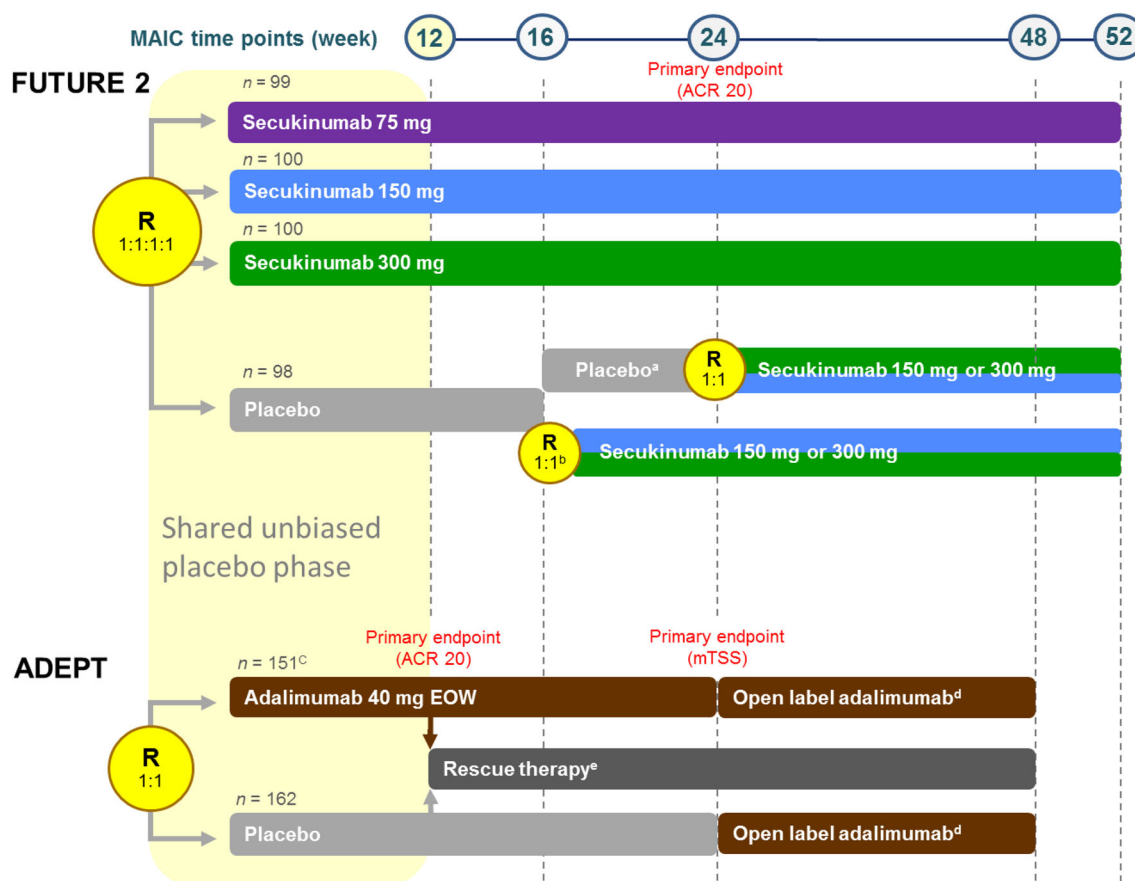 MAIC time points (week)
12
16
24
48
52
FUTURE 2
Primary endpoint
(ACR 20)
n = 99
Secukinumab 75 mg
n = 100
Secukinumab 150 mg
R
1:1:1:1
n = 100
Secukinumab 300 mg
n = 98
Placebo
Placeboᵃ
R
1:1
Secukinumab 150 mg or 300 mg
R
1:1ᵇ
Secukinumab 150 mg or 300 mg
Shared unbiased
placebo phase
ADEPT
Primary endpoint
(ACR 20)
Primary endpoint
(mTSS)
n = 151ᶜ
Adalimumab 40 mg EOW
Open label adalimumabᵈ
R
1:1
Rescue therapyᵉ
n = 162
Placebo
Open label adalimumabᵈ